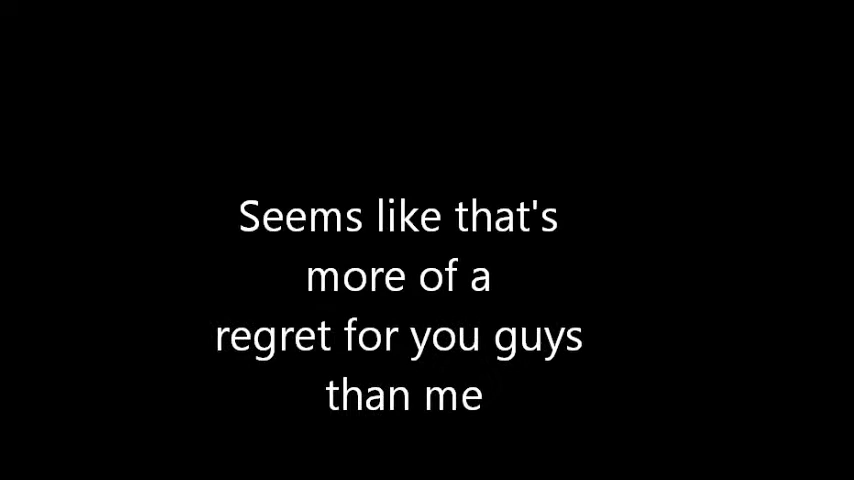 Seems like that's
more of a
regret for you guys
than me